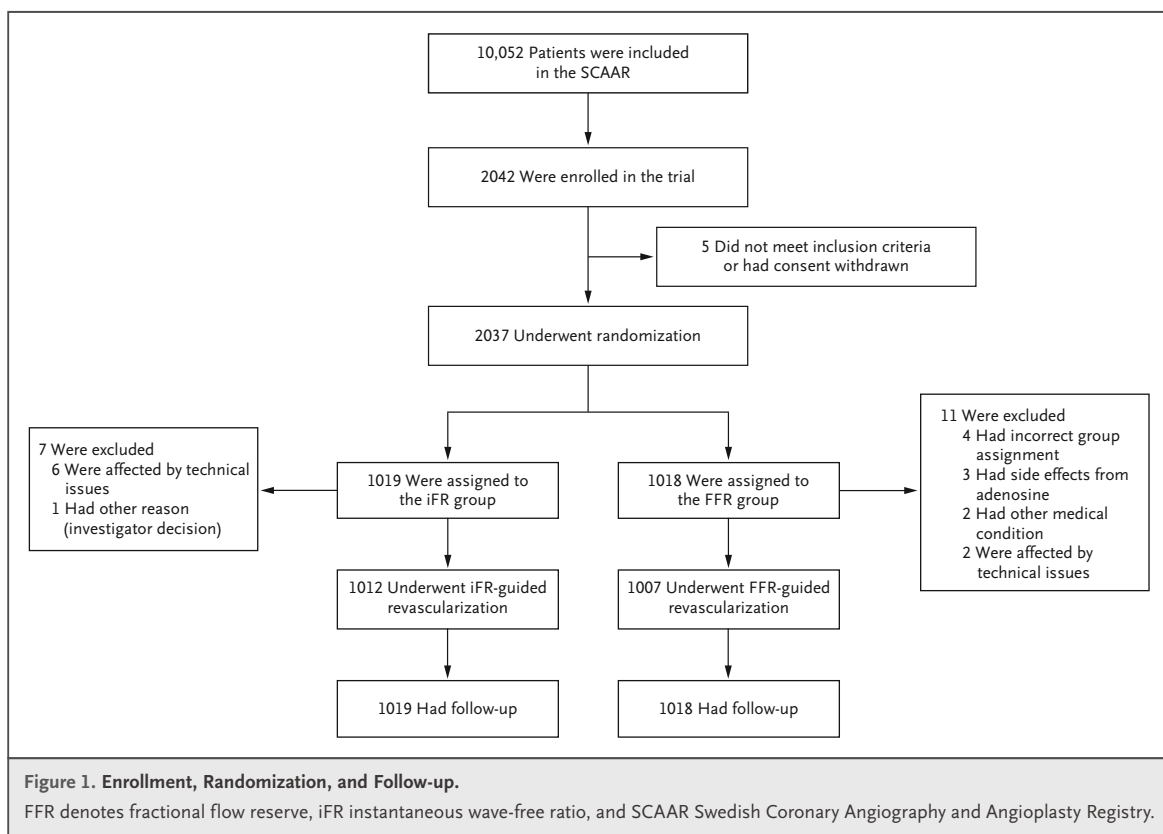 10,052 Patients were included
in the SCAAR
2042 Were enrolled in the trial
5 Did not meet inclusion criteria
or had consent withdrawn
2037 Underwent randomization
7 Were excluded
6 Were affected by technical
issues
1 Had other reason
(investigator decision)
1019 Were assigned to
the iFR group
1018 Were assigned to
the FFR group
11 Were excluded
4 Had incorrect group
assignment
3 Had side effects from
adenosine
2 Had other medical
condition
2 Were affected by
technical issues
1012 Underwent iFR-guided
revascularization
1007 Underwent FFR-guided
revascularization
1019 Had follow-up
1018 Had follow-up
Figure 1. Enrollment, Randomization, and Follow-up.
FFR denotes fractional flow reserve, iFR instantaneous wave-free ratio, and SCAAR Swedish Coronary Angiography and Angioplasty Registry.